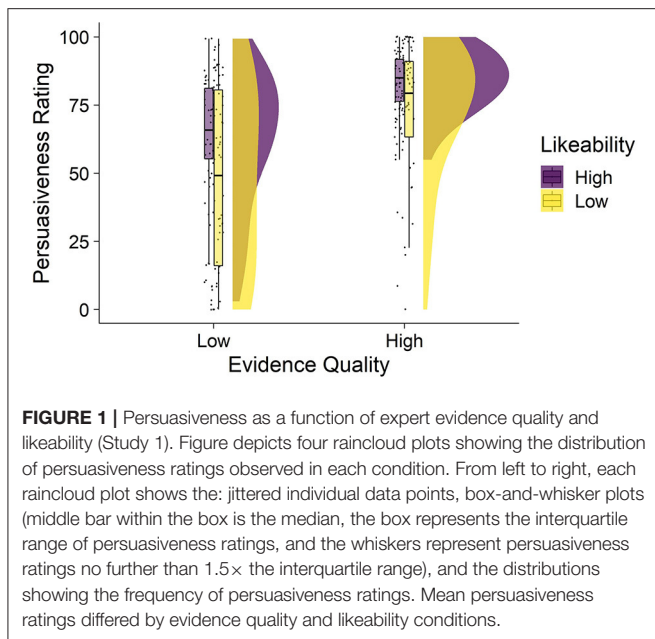 100
75
50
25
0
Persuasiveness Rating
Low
High
Evidence Quality
Likeability
High
Low
FIGURE 1 | Persuasiveness as a function of expert evidence quality and
likeability (Study 1). Figure depicts four raincloud plots showing the distribution
of persuasiveness ratings observed in each condition. From left to right, each
raincloud plot shows the: jittered individual data points, box-and-whisker plots
(middle bar within the box is the median, the box represents the interquartile
range of persuasiveness ratings, and the whiskers represent persuasiveness
ratings no further than 1.5× the interquartile range), and the distributions
showing the frequency of persuasiveness ratings. Mean persuasiveness
ratings differed by evidence quality and likeability conditions.